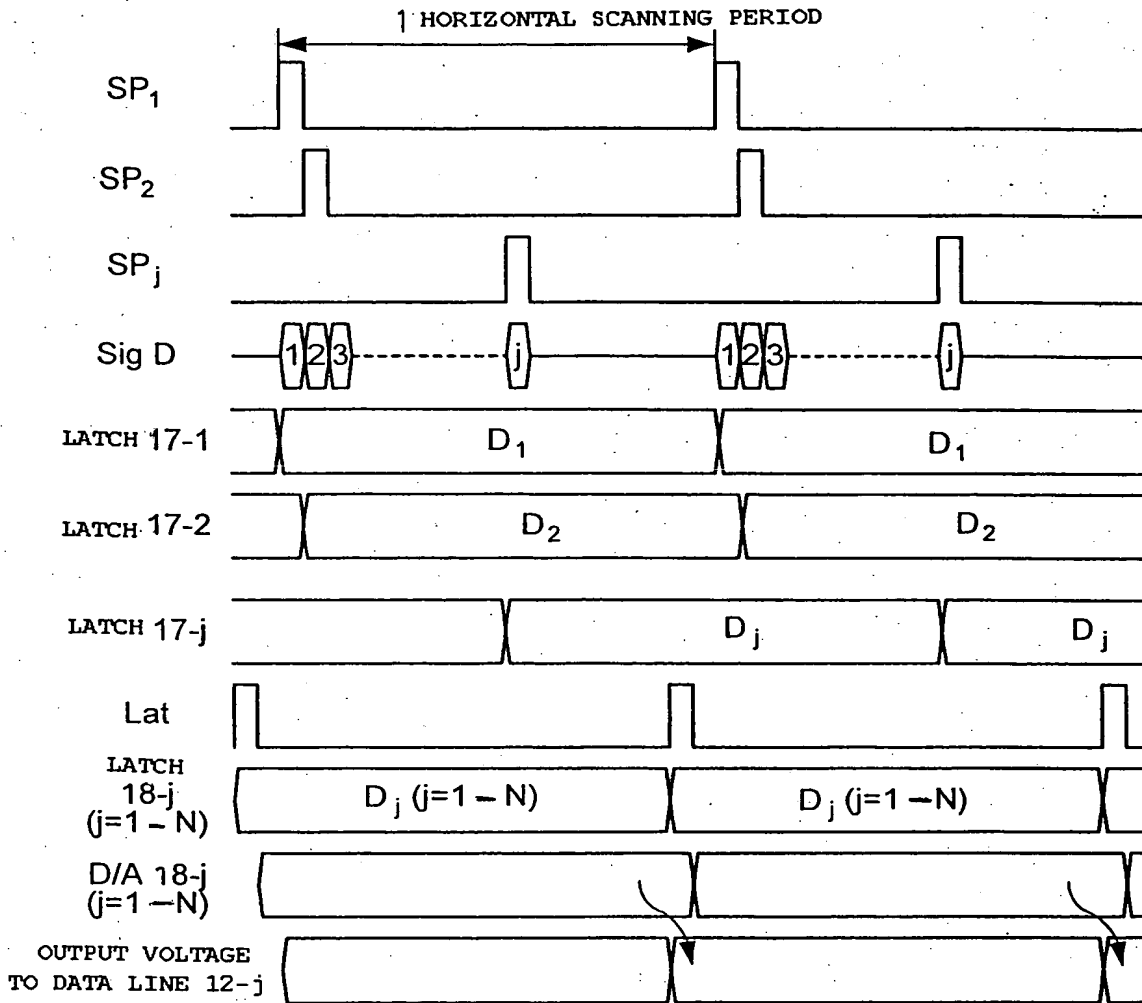 1 HORIZONTAL SCANNING PERIOD
SP1
SP2
SPj
Sig D
1 2 3 j 1 2 3 j
LATCH 17-1
D1 D1
LATCH 17-2
D2 D2
LATCH 17-j
Dj Dj
Lat
LATCH
18-j
(j=1–N)
Dj (j=1–N) Dj (j=1–N)
D/A 18-j
(j=1–N)
OUTPUT VOLTAGE
TO DATA LINE 12-j